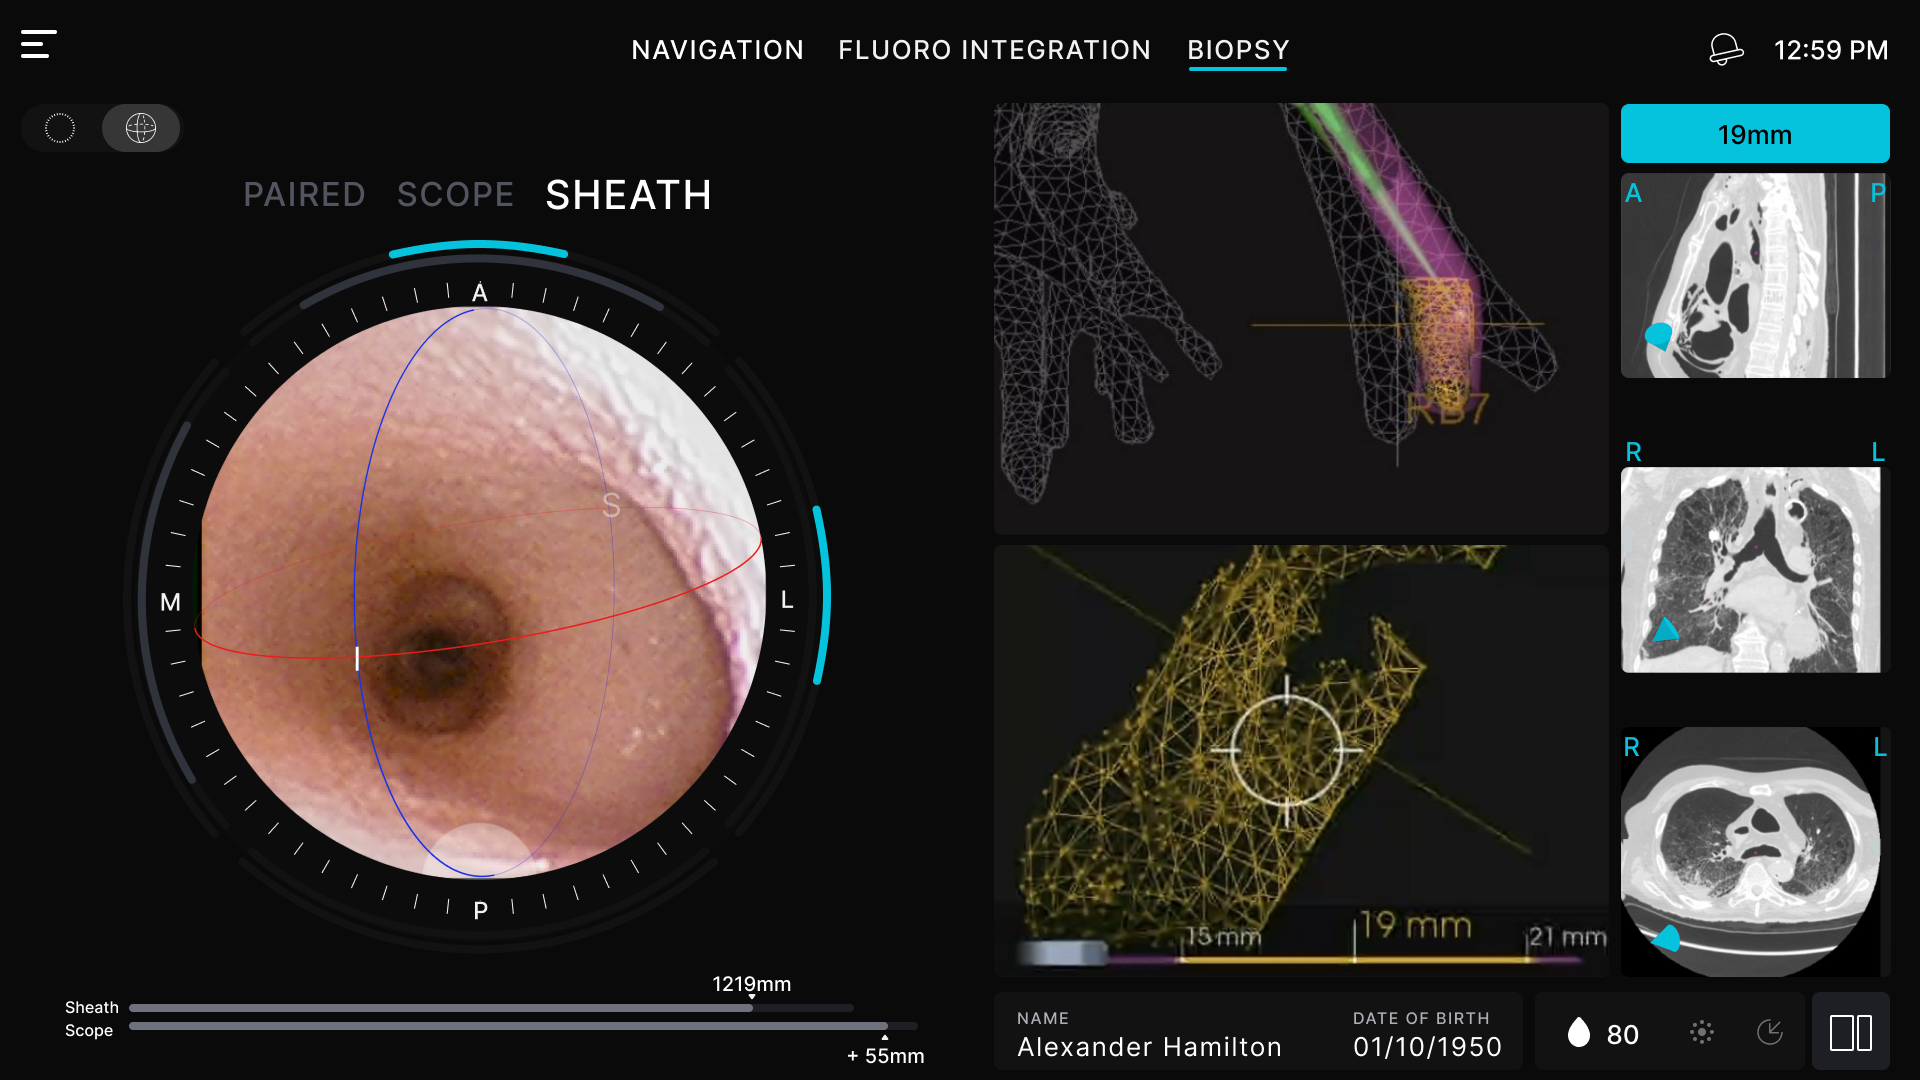 NAVIGATION FLUORO INTEGRATION BIOPSY
12:59 PM
PAIRED SCOPE SHEATH
A
M
S
L
P
1219mm
Sheath
Scope
+ 55mm
RB7
15 mm
19 mm
21 mm
19mm
A P
R L
R L
NAME
Alexander Hamilton
DATE OF BIRTH
01/10/1950
80